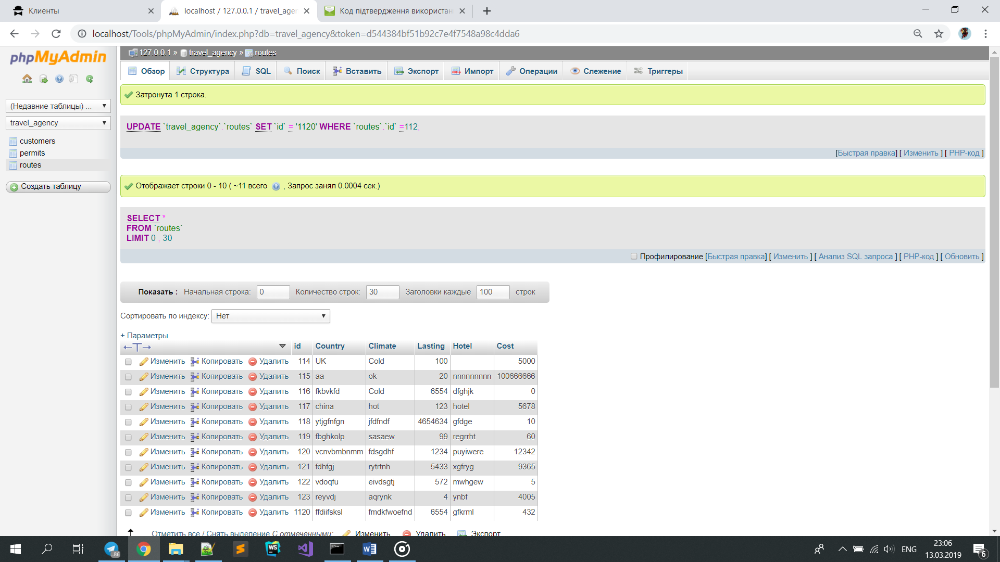 Клиенты
localhost / 127.0.0.1 / travel_agen
Код підтвердження використан
localhost/Tools/phpMyAdmin/index.php?db=travel_agency&token=d544384bf51b92c7e4f7548a98c4dda6
phpMyAdmin
127.0.0.1 » travel_agency » routes
Обзор Структура SQL Поиск Вставить Экспорт Импорт Операции Слежение Триггеры
(Недавние таблицы) ...
travel_agency
customers
permits
routes
Создать таблицу
Затронута 1 строка.
UPDATE `travel_agency`.`routes` SET `id` = '1120' WHERE `routes`.`id` =112;
[Быстрая правка] [ Изменить ] [ PHP-код ]
Отображает строки 0 - 10 ( ~11 всего , Запрос занял 0.0004 сек.)
SELECT *
FROM `routes`
LIMIT 0 , 30
Профилирование [Быстрая правка] [ Изменить ] [ Анализ SQL запроса ] [ PHP-код ] [ Обновить ]
Показать : Начальная строка: 0 Количество строк: 30 Заголовки каждые 100 строк
Сортировать по индексу: Нет
+ Параметры
←T→ id Country Climate Lasting Hotel Cost
Изменить Копировать Удалить 114 UK Cold 100 5000
Изменить Копировать Удалить 115 aa ok 20 nnnnnnnnn 100666666
Изменить Копировать Удалить 116 fkbvkfd Cold 6554 dfghjk 0
Изменить Копировать Удалить 117 china hot 123 hotel 5678
Изменить Копировать Удалить 118 ytjgfnfgn jfdfndf 4654634 gfdge 10
Изменить Копировать Удалить 119 fbghkolp sasaew 99 regrrht 60
Изменить Копировать Удалить 120 vcnvbmbnmm fdsgdhf 1234 puyiwere 12342
Изменить Копировать Удалить 121 fdhfgj rytrtnh 5433 xgfryg 9365
Изменить Копировать Удалить 122 vdoqfu eivdsgtj 572 mwhgew 5
Изменить Копировать Удалить 123 reyvdj aqrynk 4 ynbf 4005
Изменить Копировать Удалить 1120 ffdiifsksl fmdkfwoefnd 6554 gfkrml 432
Отметить все / Снять выделение С отмеченными: Изменить Удалить Экспорт
..86
WS
ENG
23:06
13.03.2019
6